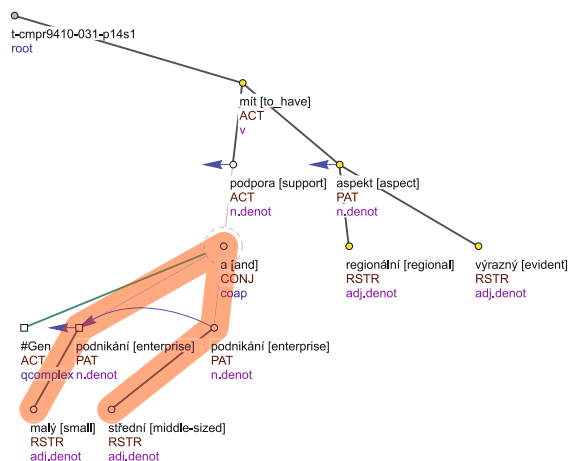 t-cmpr9410-031-p14s1
root
mít [to_have]
ACT
v
podpora [support]
ACT
n.denot
aspekt [aspect]
PAT
n.denot
a [and]
CONJ
coap
regionální [regional]
RSTR
adj.denot
výrazný [evident]
RSTR
adj.denot
#Gen
ACT
qcomplex
podnikání [enterprise]
PAT
n.denot
podnikání [enterprise]
PAT
n.denot
malý [small]
RSTR
adj.denot
střední [middle-sized]
RSTR
adj.denot